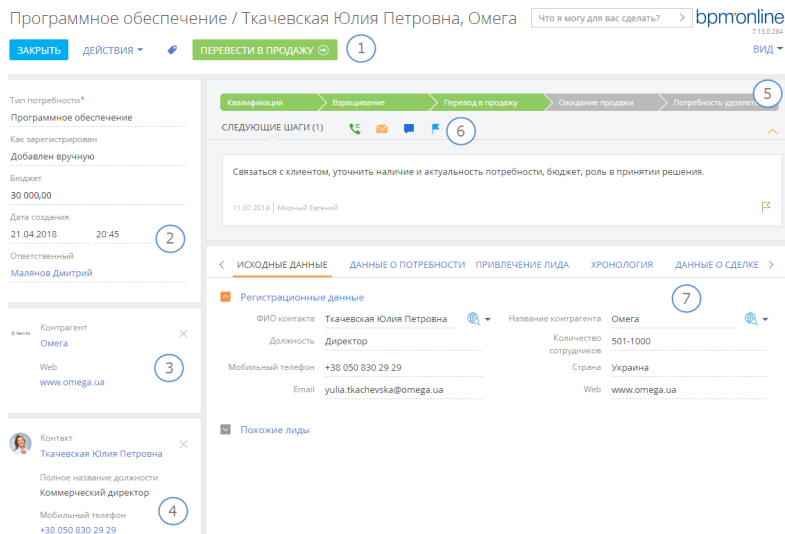 Программное обеспечение / Ткачевская Юлия Петровна, Омега
Что я могу для вас сделать?
bpmonline
7.13.0.284
ЗАКРЫТЬ
ДЕЙСТВИЯ
ПЕРЕВЕСТИ В ПРОДАЖУ
1
ВИД
Тип потребности*
Программное обеспечение
Как зарегистрирован
Добавлен вручную
Бюджет
30 000,00
Дата создания
21.04.2018 20:45
2
Ответственный
Малянов Дмитрий
Контрагент
Омега
Web
www.omega.ua
3
Контакт
Ткачевская Юлия Петровна
Полное название должности
Коммерческий директор
Мобильный телефон
+38 050 830 29 29
4
Квалификация
Взращивание
Перевод в продажу
Ожидание продажи
Потребность
5
СЛЕДУЮЩИЕ ШАГИ (1)
6
Связаться с клиентом, уточнить наличие и актуальность потребности, бюджет, роль в принятии решения.
11.07.2018 | Мирный Евгений
ИСХОДНЫЕ ДАННЫЕ
ДАННЫЕ О ПОТРЕБНОСТИ
ПРИВЛЕЧЕНИЕ ЛИДА
ХРОНОЛОГИЯ
ДАННЫЕ О СДЕЛКЕ
7
Регистрационные данные
ФИО контакта Ткачевская Юлия Петровна
Название контрагента Омега
Должность Директор
Количество сотрудников 501-1000
Мобильный телефон +38 050 830 29 29
Страна Украина
Email yulia.tkachevska@omega.ua
Web www.omega.ua
Похожие лиды